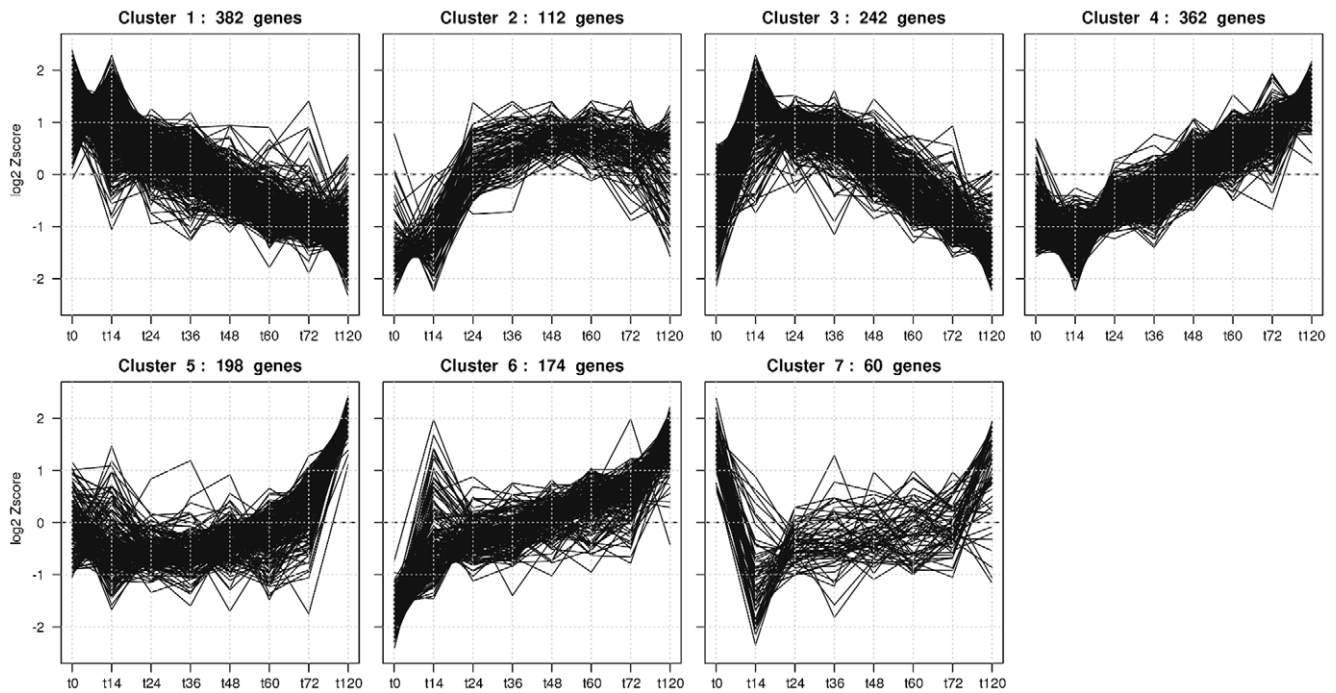 Cluster 1 : 382 genes
Cluster 2 : 112 genes
Cluster 3 : 242 genes
Cluster 4 : 362 genes
log2 Zscore
2
1
0
-1
-2
t0 t14 t24 t36 t48 t60 t72 t120
t0 t14 t24 t36 t48 t60 t72 t120
t0 t14 t24 t36 t48 t60 t72 t120
t0 t14 t24 t36 t48 t60 t72 t120
Cluster 5 : 198 genes
Cluster 6 : 174 genes
Cluster 7 : 60 genes
log2 Zscore
2
1
0
-1
-2
t0 t14 t24 t36 t48 t60 t72 t120
t0 t14 t24 t36 t48 t60 t72 t120
t0 t14 t24 t36 t48 t60 t72 t120